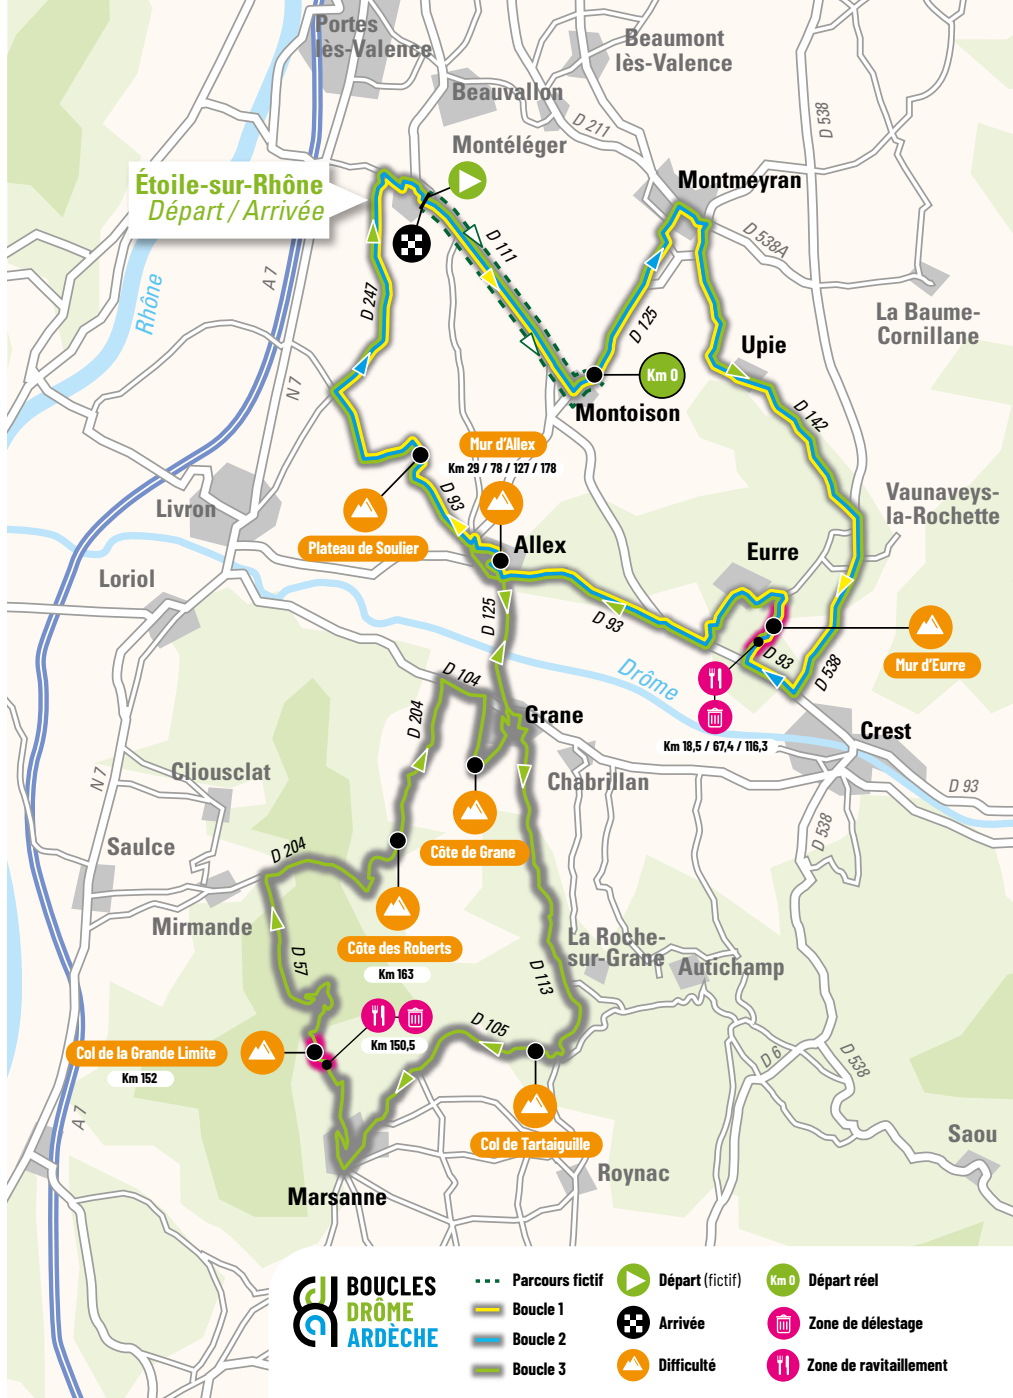 Portes
lès-Valence
Beaumont
lès-Valence
Beauvallon
D 211
D 538
Montéléger
Étoile-sur-Rhône
Départ / Arrivée
Montmeyran
D 111
D 538A
A 7
Rhône
D 247
D 125
La Baume-
Cornillane
Upie
Km 0
N 7
Montoison
D 142
Mur d'Allex
Km 29 / 78 / 127 / 178
D 93
Vaunaveys-
la-Rochette
Livron
Plateau de Soulier
Allex
Eurre
Loriol
D 125
D 93
D 93
D 538
Mur d'Eurre
Drôme
D 104
D 204
Grane
Crest
Km 18,5 / 67,4 / 116,3
Cliousclat
N 7
Chabrillan
D 93
D 538
Saulce
D 204
Côte de Grane
Mirmande
Côte des Roberts
Km 163
La Roche-
sur-Grane
Autichamp
D 57
D 113
D 105
Km 150,5
Col de la Grande Limite
Km 152
D 6
D 538
A 7
Col de Tartaiguille
Saou
Roynac
Marsanne
BOUCLES
DRÔME
ARDÈCHE
Parcours fictif
Boucle 1
Boucle 2
Boucle 3
Départ (fictif)
Arrivée
Difficulté
Km 0
Départ réel
Zone de délestage
Zone de ravitaillement